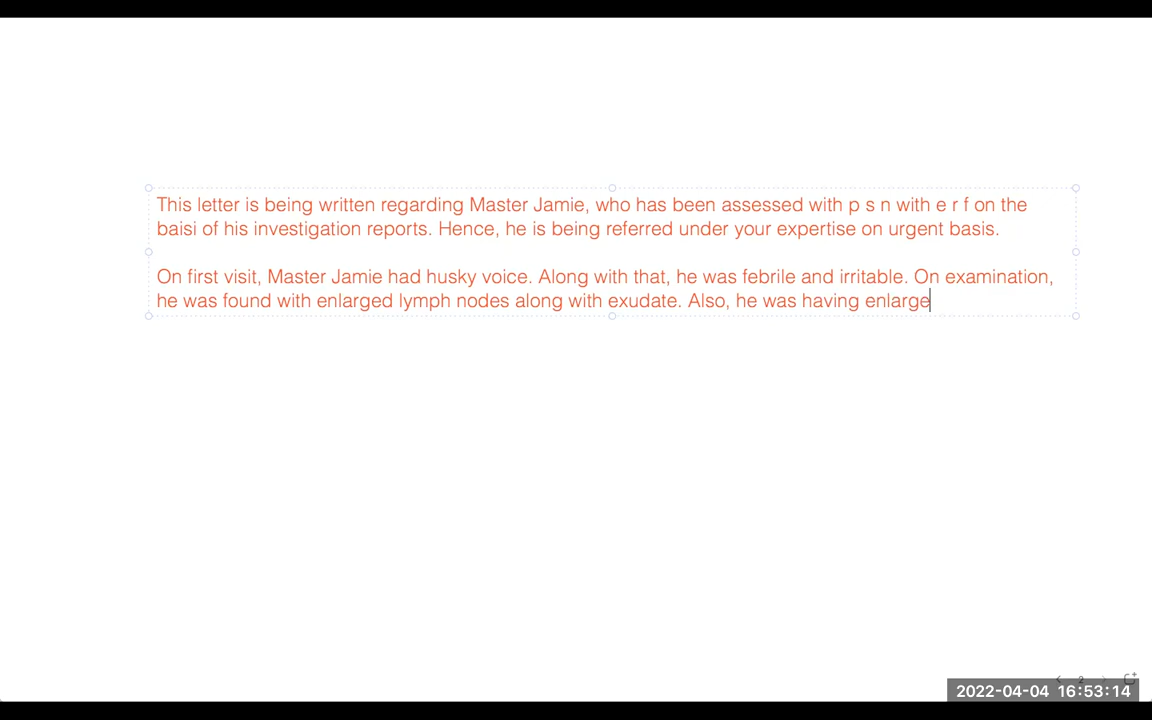 This letter is being written regarding Master Jamie, who has been assessed with p s n with e r f on the
baisi of his investigation reports. Hence, he is being referred under your expertise on urgent basis.
On first visit, Master Jamie had husky voice. Along with that, he was febrile and irritable. On examination,
he was found with enlarged lymph nodes along with exudate. Also, he was having enlarge
2
2022-04-04 16:53:14